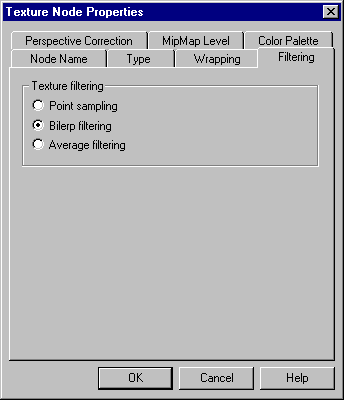 Texture Node Properties
Perspective Correction MipMap Level Color Palette
Node Name Type Wrapping Filtering
Texture filtering
Point sampling
Bilerp filtering
Average filtering
OK Cancel Help